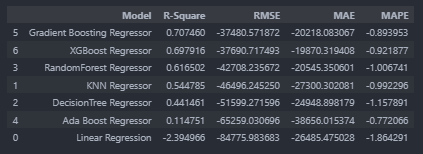 Model R-Square RMSE MAE MAPE
5 Gradient Boosting Regressor 0.707460 -37480.571872 -20218.083067 -0.893953
6 XGBoost Regressor 0.697916 -37690.717493 -19870.319408 -0.921877
3 RandomForest Regressor 0.616502 -42708.235672 -20545.350601 -1.006741
1 KNN Regressor 0.544785 -46496.245250 -27300.302081 -0.992296
2 DecisionTree Regressor 0.441461 -51599.271596 -24948.898179 -1.157891
4 Ada Boost Regressor 0.114751 -65259.030696 -38656.015374 -0.772066
0 Linear Regression -2.394966 -84775.983683 -26485.475028 -1.864291